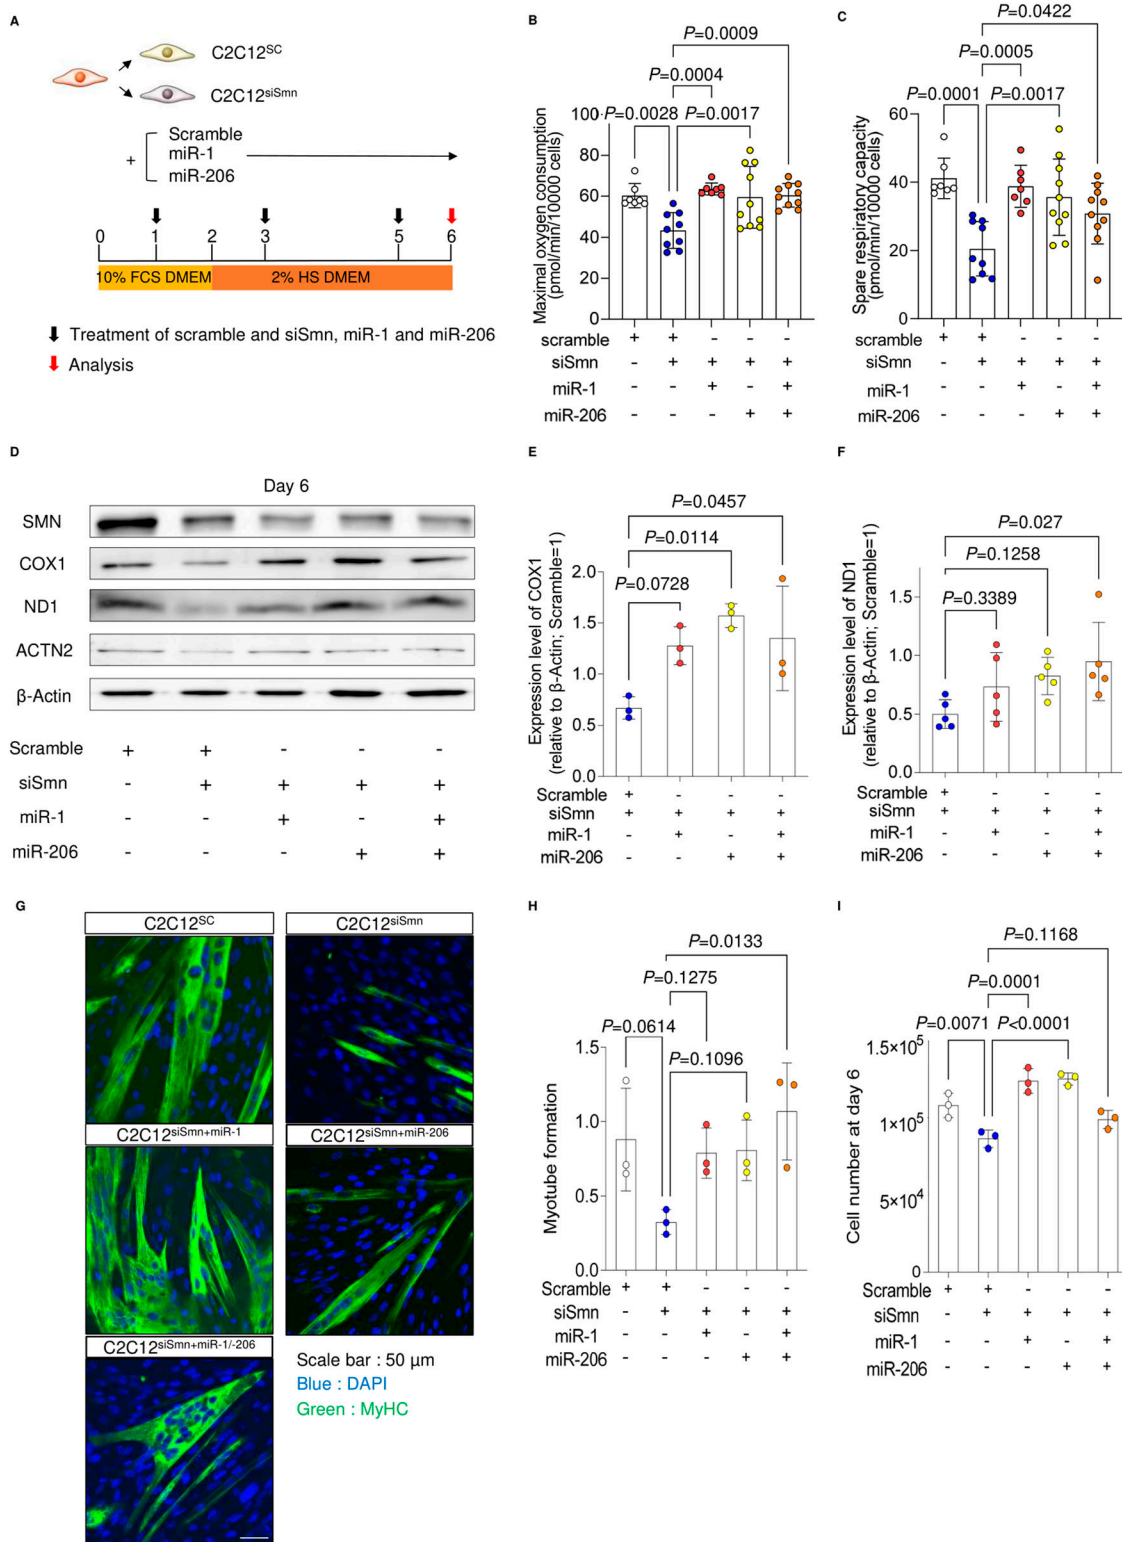 A
C2C12SC
C2C12siSmn
+
Scramble
miR-1
miR-206
0 1 2 3 5 6
10% FCS DMEM 2% HS DMEM
Treatment of scramble and siSmn, miR-1 and miR-206
Analysis
B
P=0.0009
P=0.0004
P=0.0028 P=0.0017
Maximal oxygen consumption
(pmol/min/10000 cells)
100
80
60
40
20
0
scramble + + - - -
siSmn - + + + +
miR-1 - - + - +
miR-206 - - - + +
C
P=0.0422
P=0.0005
P=0.0001 P=0.0017
Spare respiratory capacity
(pmol/min/10000 cells)
60
40
20
0
scramble + + - - -
siSmn - + + + +
miR-1 - - + - +
miR-206 - - - + +
D
Day 6
SMN
COX1
ND1
ACTN2
β-Actin
Scramble + + - - -
siSmn - + + + +
miR-1 - - + - +
miR-206 - - - + +
E
P=0.0457
P=0.0114
P=0.0728
Expression level of COX1
(relative to β-Actin; Scramble=1)
2.0
1.5
1.0
0.5
0.0
Scramble + - - -
siSmn + + + +
miR-1 - + - +
miR-206 - - + +
F
P=0.027
P=0.1258
P=0.3389
Expression level of ND1
(relative to β-Actin; Scramble=1)
1.5
1.0
0.5
0.0
Scramble + - - -
siSmn + + + +
miR-1 - + - +
miR-206 - - + +
G
C2C12SC
C2C12siSmn
C2C12siSmn+miR-1
C2C12siSmn+miR-206
C2C12siSmn+miR-1/-206
Scale bar : 50 µm
Blue : DAPI
Green : MyHC
H
P=0.0133
P=0.1275
P=0.0614
P=0.1096
Myotube formation
1.5
1.0
0.5
0.0
Scramble + + - - -
siSmn - + + + +
miR-1 - - + - +
miR-206 - - - + +
I
P=0.1168
P=0.0001
P=0.0071 P<0.0001
Cell number at day 6
1.5×10⁵
1×10⁵
5×10⁴
0
Scramble + + - - -
siSmn - + + + +
miR-1 - - + - +
miR-206 - - - + +